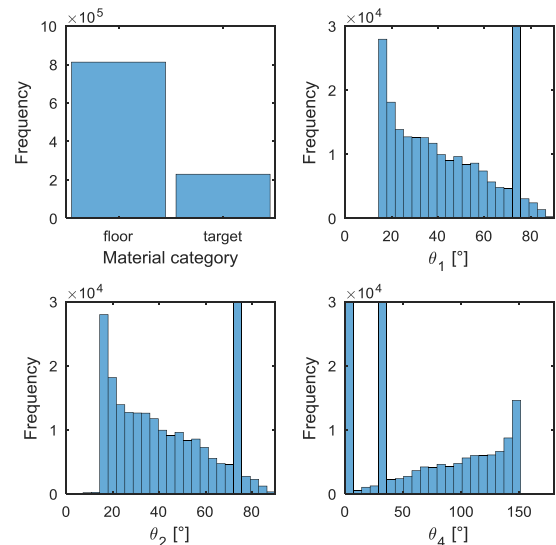 ×10^5
10
8
6
4
2
0
Frequency
floor target
Material category
×10^4
3
2
1
0
Frequency
0 20 40 60 80
θ_1 [°]
×10^4
3
2
1
0
Frequency
0 20 40 60 80
θ_2 [°]
×10^4
3
2
1
0
Frequency
0 50 100 150
θ_4 [°]